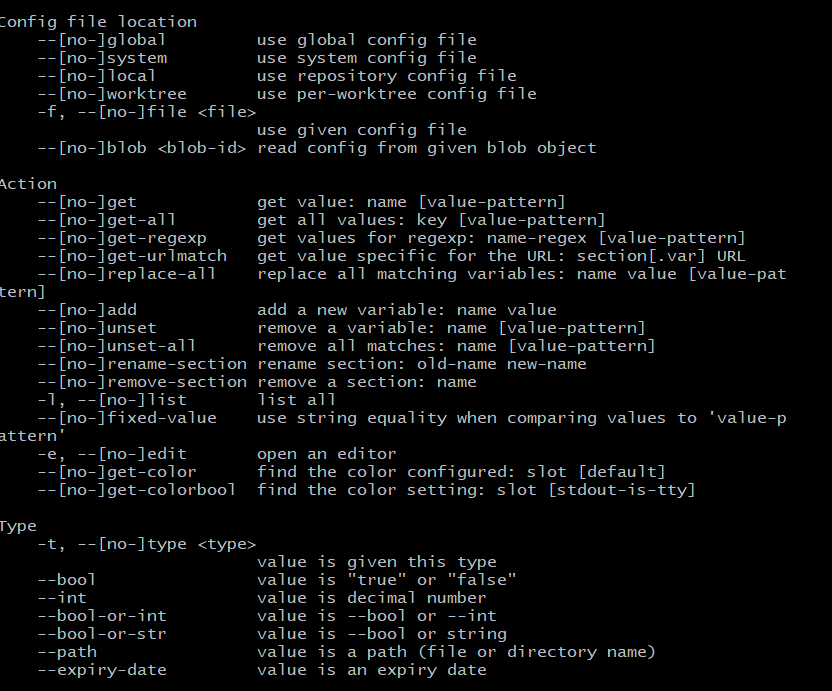 Config file location
    --[no-]global         use global config file
    --[no-]system         use system config file
    --[no-]local          use repository config file
    --[no-]worktree       use per-worktree config file
    -f, --[no-]file <file>
                          use given config file
    --[no-]blob <blob-id> read config from given blob object

Action
    --[no-]get            get value: name [value-pattern]
    --[no-]get-all        get all values: key [value-pattern]
    --[no-]get-regexp     get values for regexp: name-regex [value-pattern]
    --[no-]get-urlmatch   get value specific for the URL: section[.var] URL
    --[no-]replace-all    replace all matching variables: name value [value-pat
tern]
    --[no-]add            add a new variable: name value
    --[no-]unset          remove a variable: name [value-pattern]
    --[no-]unset-all      remove all matches: name [value-pattern]
    --[no-]rename-section rename section: old-name new-name
    --[no-]remove-section remove a section: name
    -l, --[no-]list       list all
    --[no-]fixed-value    use string equality when comparing values to 'value-p
attern'
    -e, --[no-]edit       open an editor
    --[no-]get-color      find the color configured: slot [default]
    --[no-]get-colorbool  find the color setting: slot [stdout-is-tty]

Type
    -t, --[no-]type <type>
                          value is given this type
    --bool                value is "true" or "false"
    --int                 value is decimal number
    --bool-or-int         value is --bool or --int
    --bool-or-str         value is --bool or string
    --path                value is a path (file or directory name)
    --expiry-date         value is an expiry date